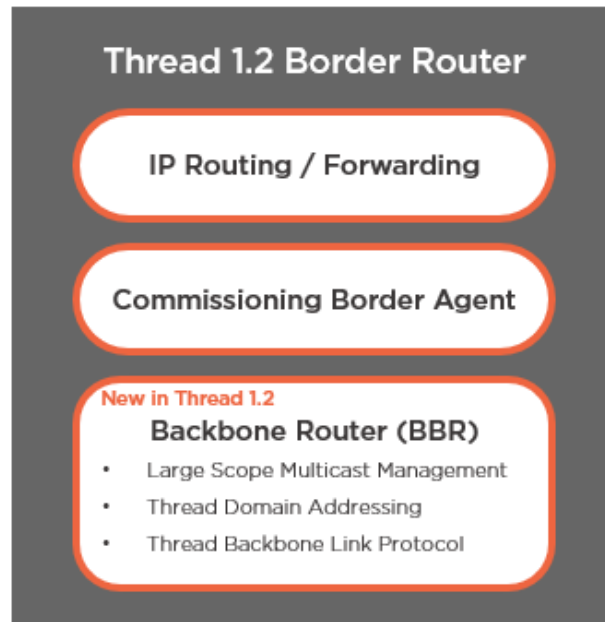 Thread 1.2 Border Router
IP Routing / Forwarding
Commissioning Border Agent
New in Thread 1.2
Backbone Router (BBR)
• Large Scope Multicast Management
• Thread Domain Addressing
• Thread Backbone Link Protocol